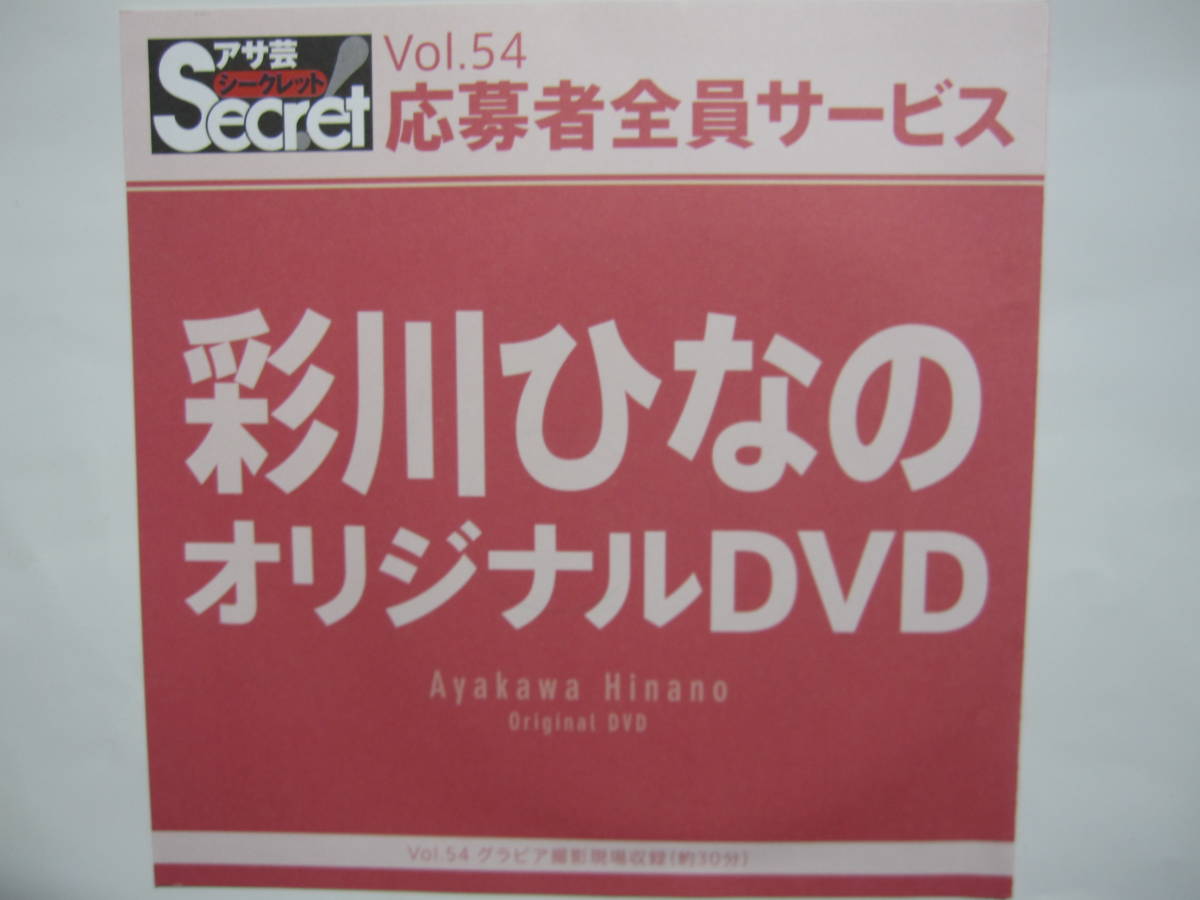 アサ芸
シークレット!
Secret
Vol.54
応募者全員サービス
彩川ひなの
オリジナルDVD
Ayakawa Hinano
Original DVD
Vol.54 グラビア撮影現場収録(約30分)